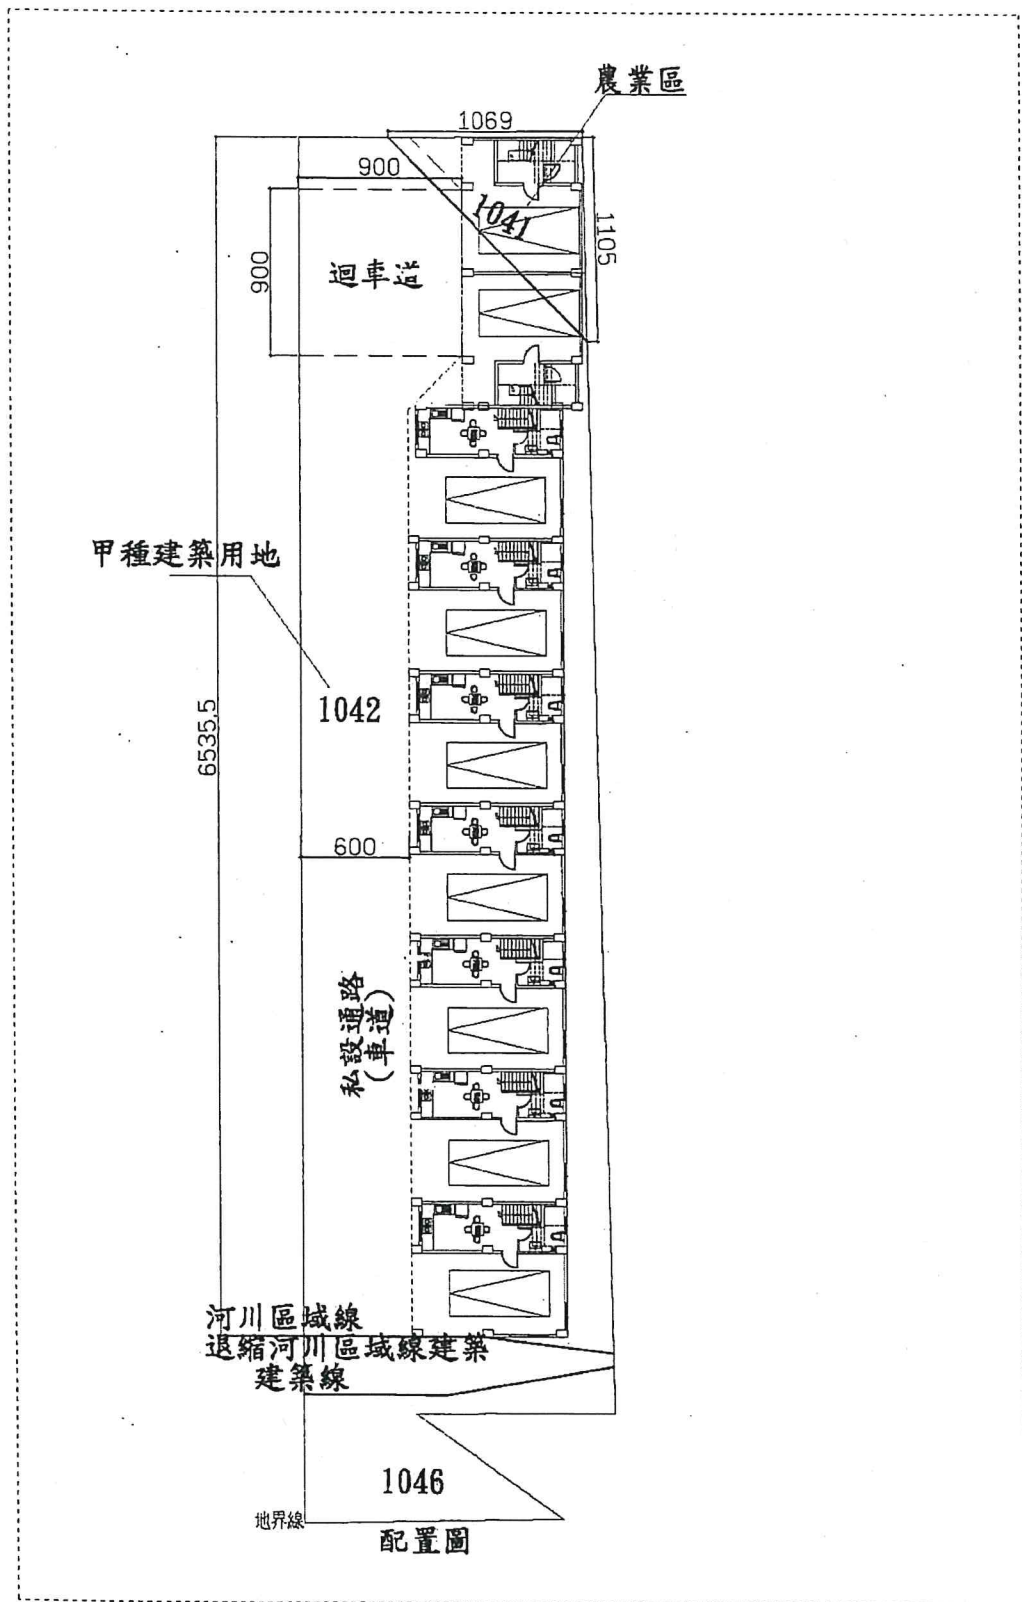 農業區
1069
900
1041
1105
900
迴車道
甲種建築用地
1042
6535.5
600
私設通路
(車道)
河川區域線
退縮河川區域線建築
建築線
1046
地界線
配置圖